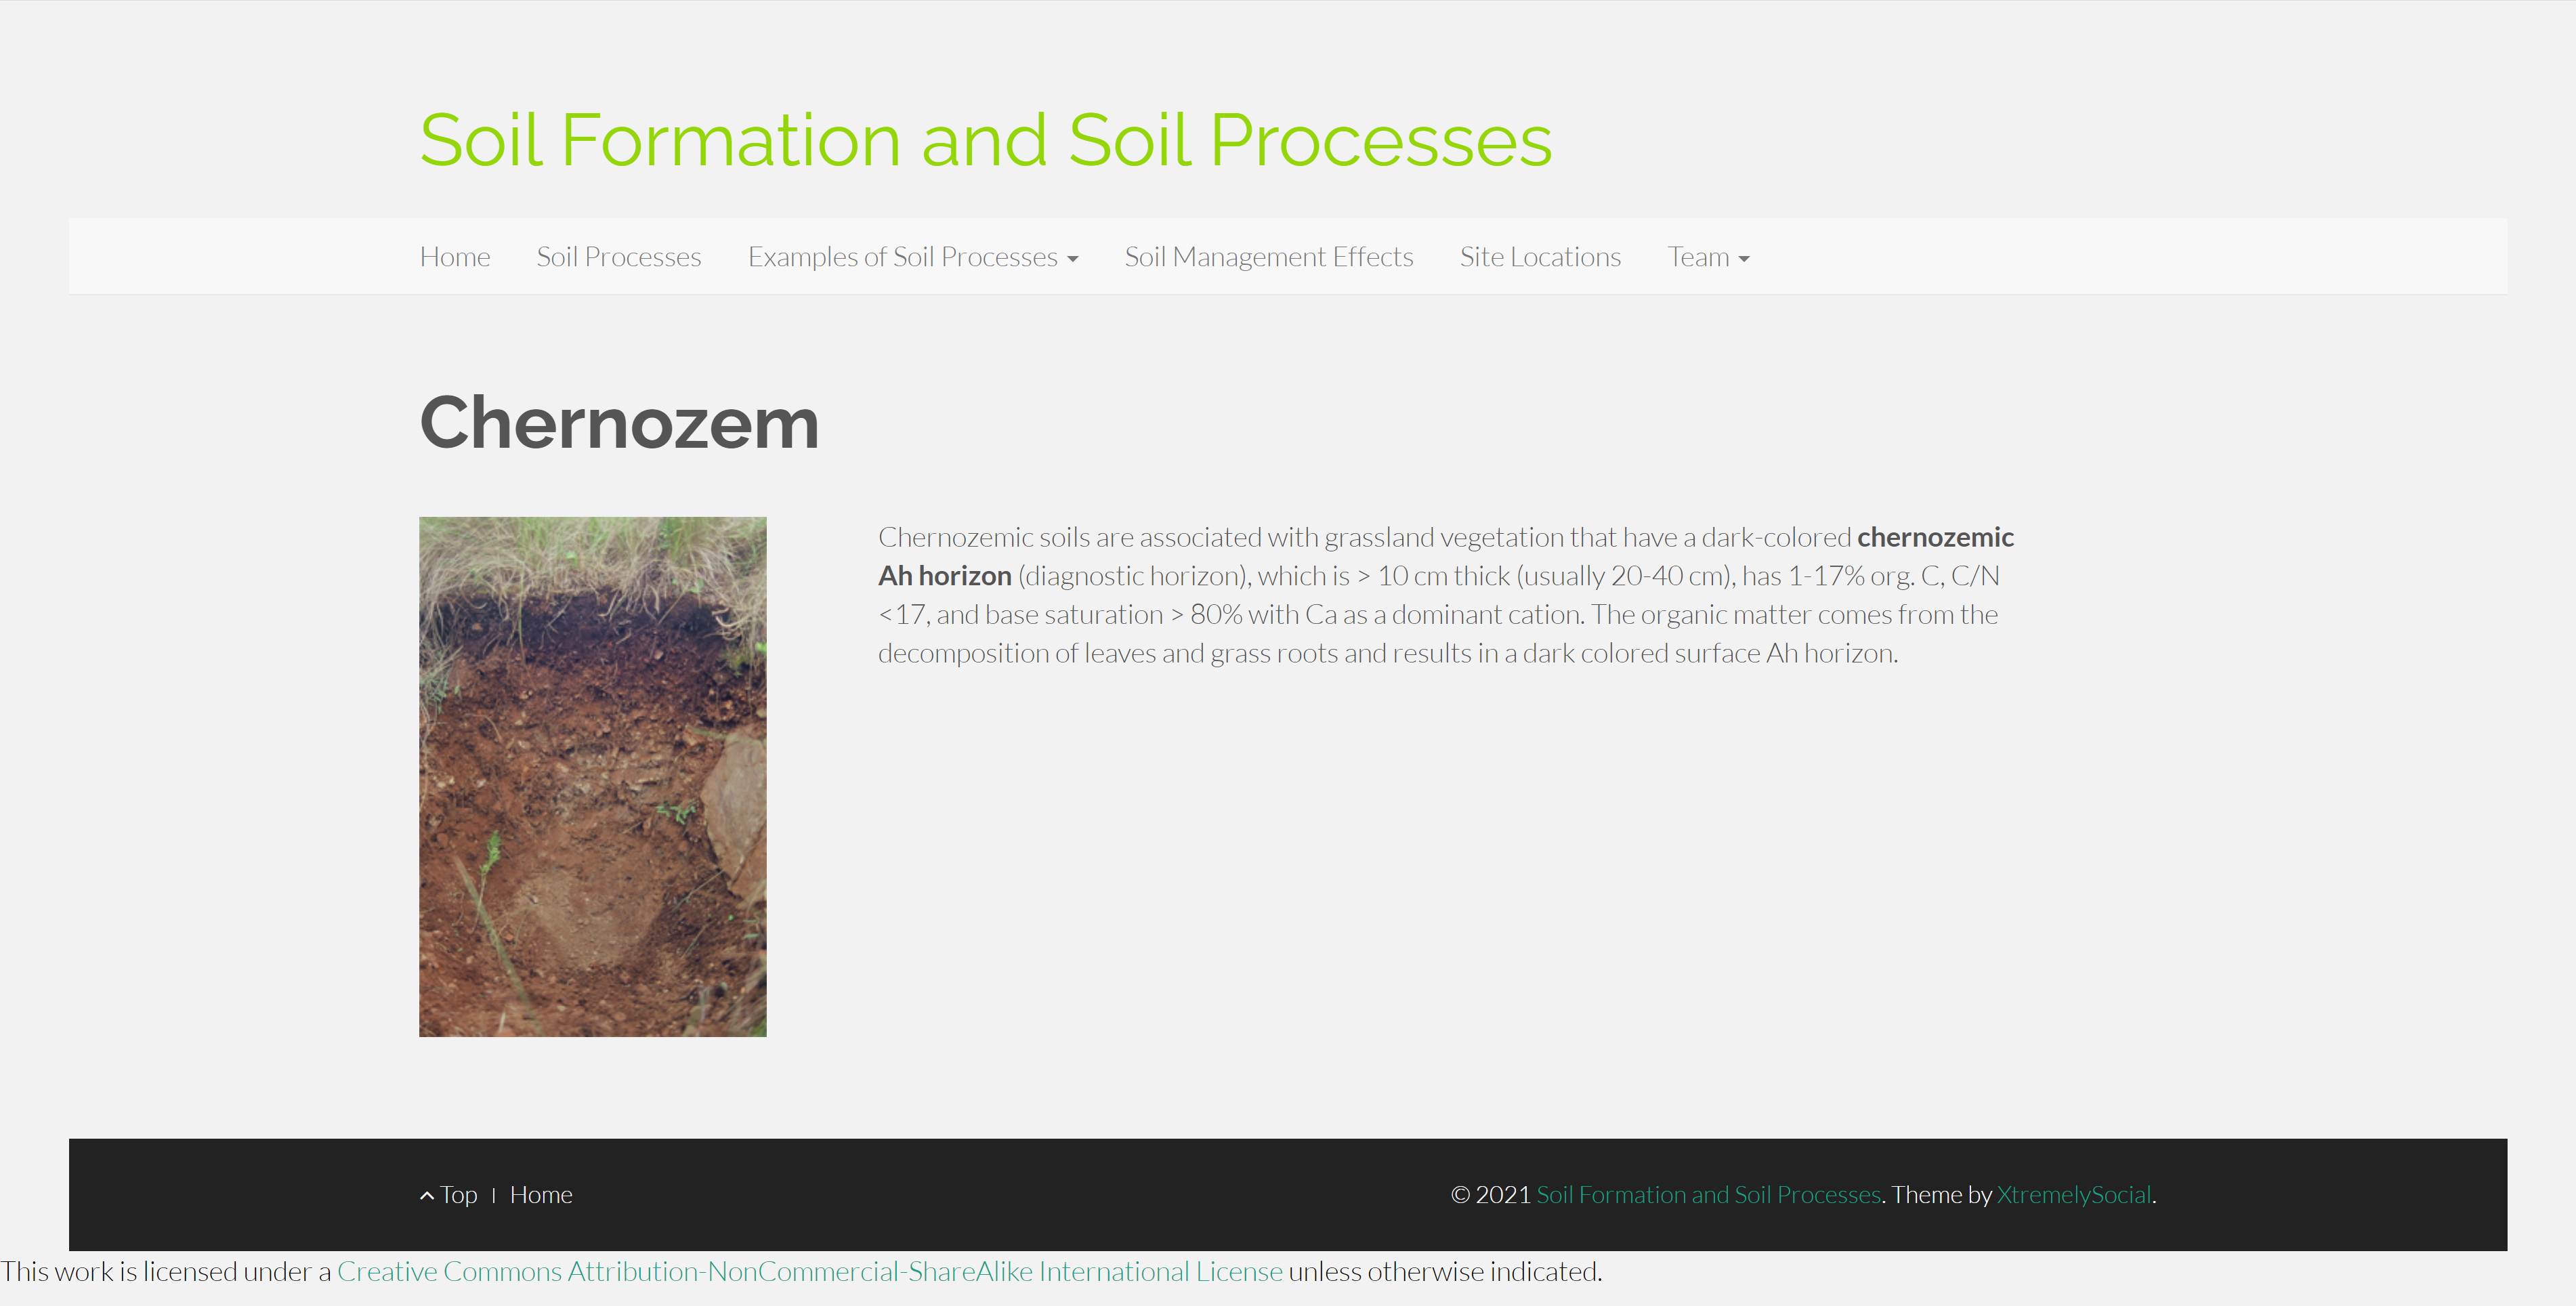 Soil Formation and Soil Processes
Home Soil Processes Examples of Soil Processes Soil Management Effects Site Locations Team
Chernozem
Chernozemic soils are associated with grassland vegetation that have a dark-colored chernozemic
Ah horizon (diagnostic horizon), which is > 10 cm thick (usually 20-40 cm), has 1-17% org. C, C/N
<17, and base saturation > 80% with Ca as a dominant cation. The organic matter comes from the
decomposition of leaves and grass roots and results in a dark colored surface Ah horizon.
Top | Home
© 2021 Soil Formation and Soil Processes. Theme by XtremelySocial.
This work is licensed under a Creative Commons Attribution-NonCommercial-ShareAlike International License unless otherwise indicated.